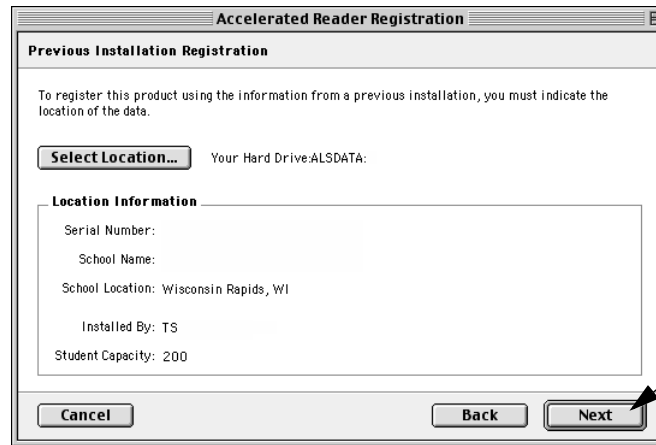 Accelerated Reader Registration
Previous Installation Registration
To register this product using the information from a previous installation, you must indicate the
location of the data.
Select Location... Your Hard Drive:ALSDATA:
Location Information
Serial Number:
School Name:
School Location: Wisconsin Rapids, WI
Installed By: TS
Student Capacity: 200
Cancel Back Next